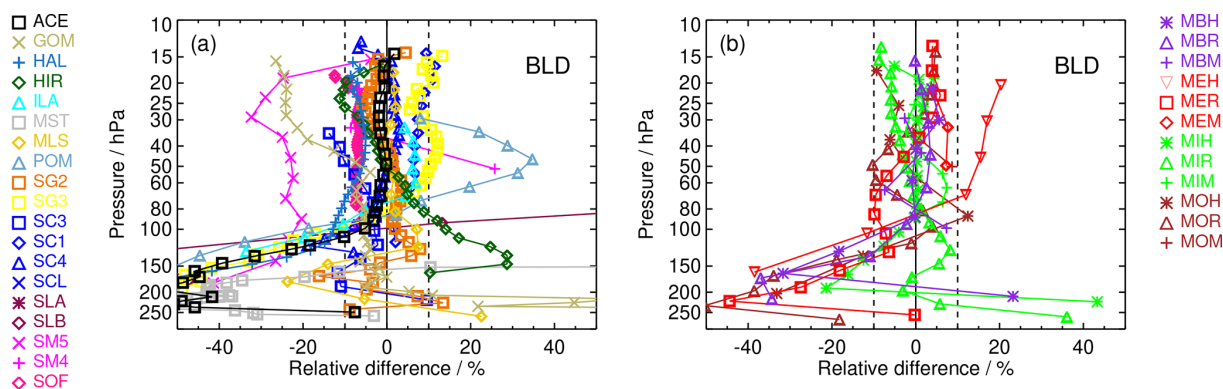 ACE
GOM
HAL
HIR
ILA
MST
MLS
POM
SG2
SG3
SC3
SC1
SC4
SCL
SLA
SLB
SM5
SM4
SOF
(a)
BLD
Pressure / hPa
10
15
20
25
30
40
50
60
80
100
150
200
250
-40 -20 0 20 40
Relative difference / %
(b)
BLD
Pressure / hPa
10
15
20
25
30
40
50
60
80
100
150
200
250
-40 -20 0 20 40
Relative difference / %
MBH
MBR
MBM
MEH
MER
MEM
MIH
MIR
MIM
MOH
MOR
MOM